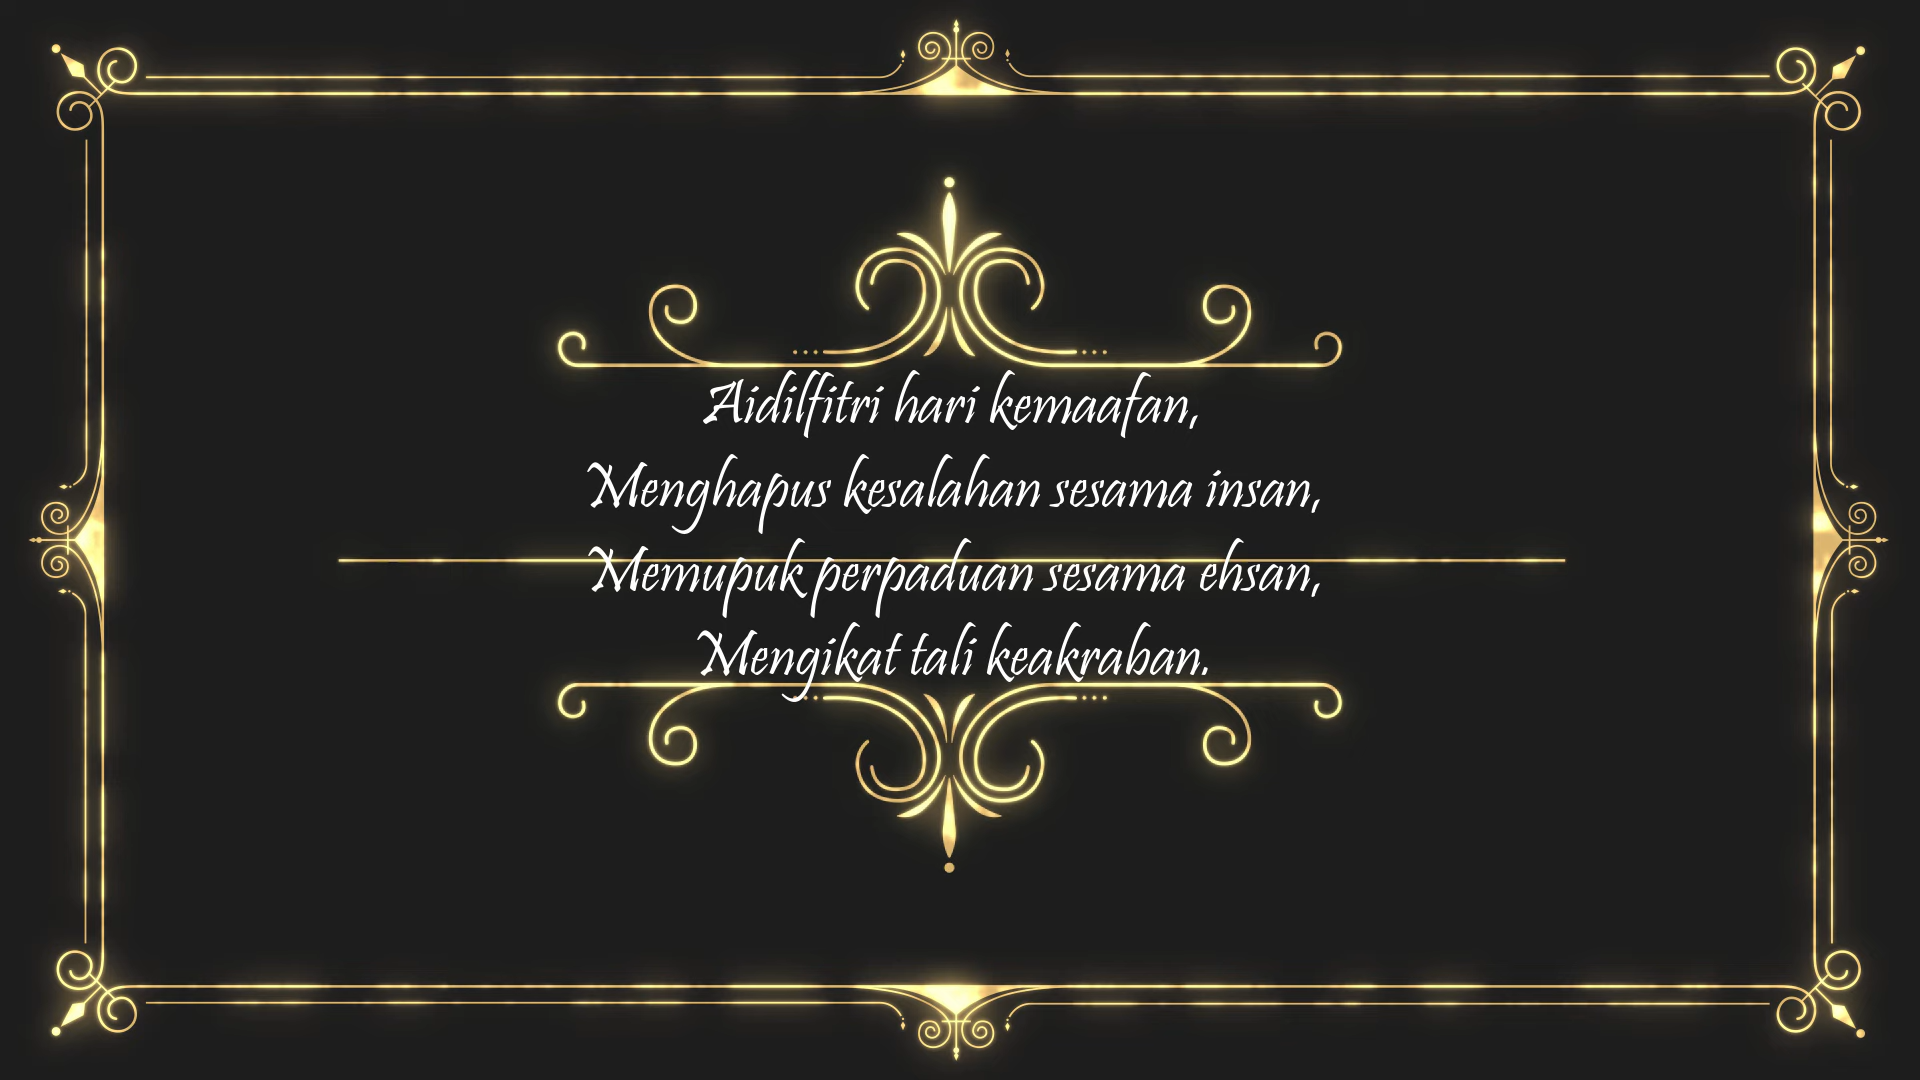 Aidilfitri hari kemaafan,
Menghapus kesalahan sesama insan,
Memupuk perpaduan sesama ehsan,
Mengikat tali keakraban.